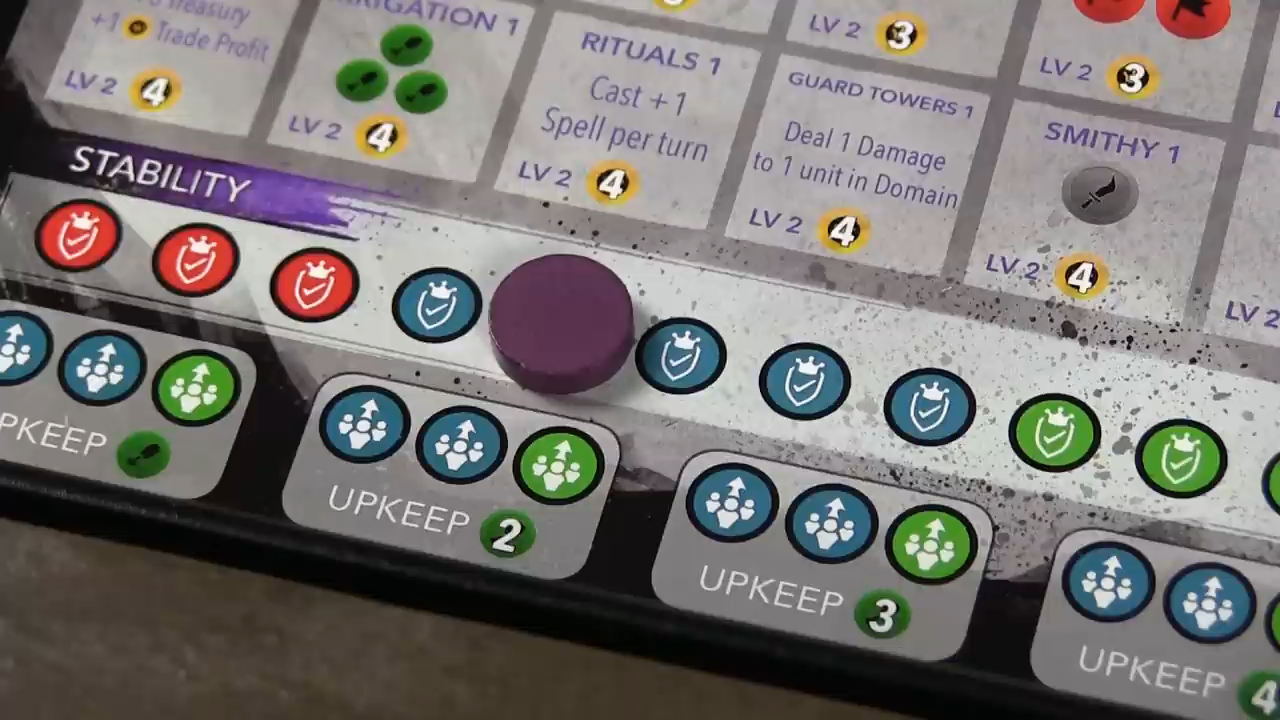 Treasury
+1 Trade Profit
LV 2 4
IRRIGATION 1
LV 2 4
RITUALS 1
Cast +1
Spell per turn
LV 2 4
LV 2 3
GUARD TOWERS 1
Deal 1 Damage
to 1 unit in Domain
LV 2 4
LV 2 3
SMITHY 1
LV 2 4
LV 2
STABILITY
UPKEEP
UPKEEP 2
UPKEEP 3
UPKEEP 4